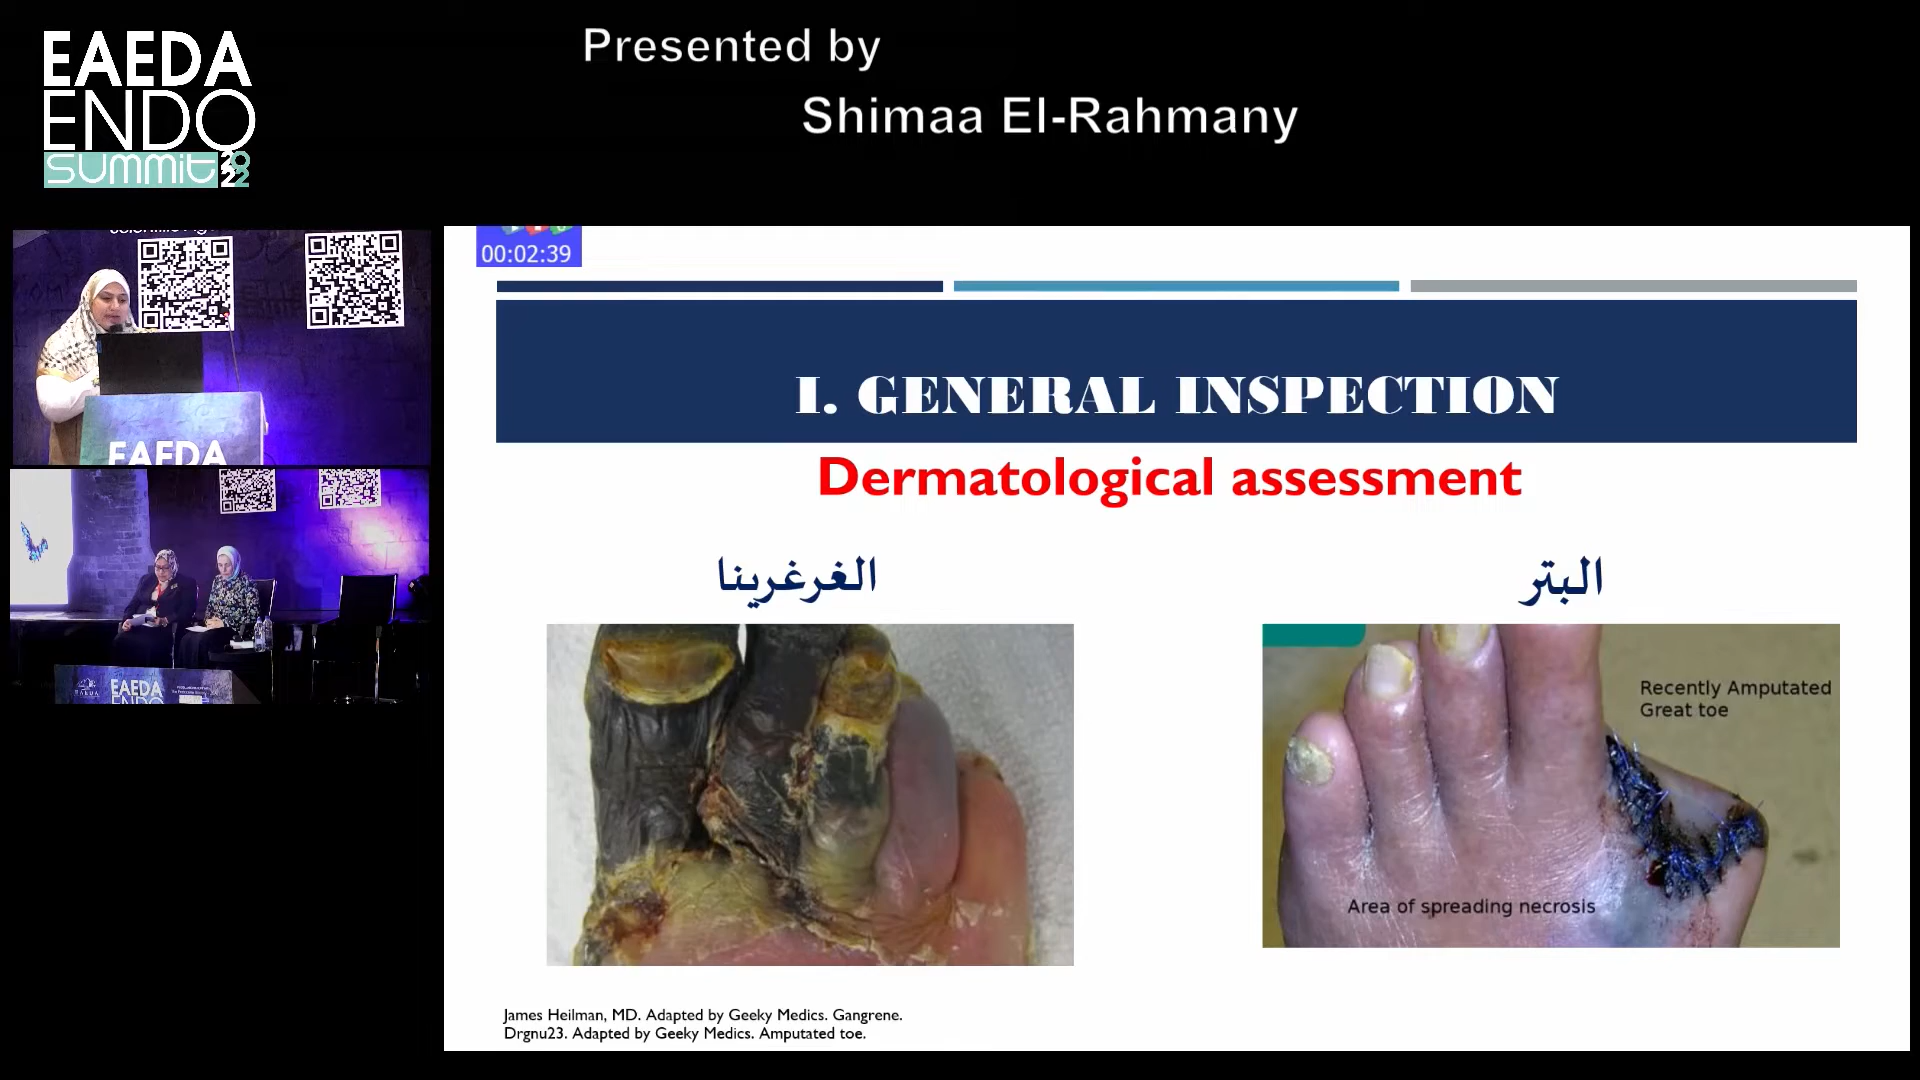 EAEDA
ENDO
SUMMIT 2022
Presented by
Shimaa El-Rahmany
EAEDA
EAEDA
00:02:39
I. GENERAL INSPECTION
Dermatological assessment
الغرغرينا
البتر
Recently Amputated
Great toe
Area of spreading necrosis
James Heilman, MD. Adapted by Geeky Medics. Gangrene.
Drgnu23. Adapted by Geeky Medics. Amputated toe.